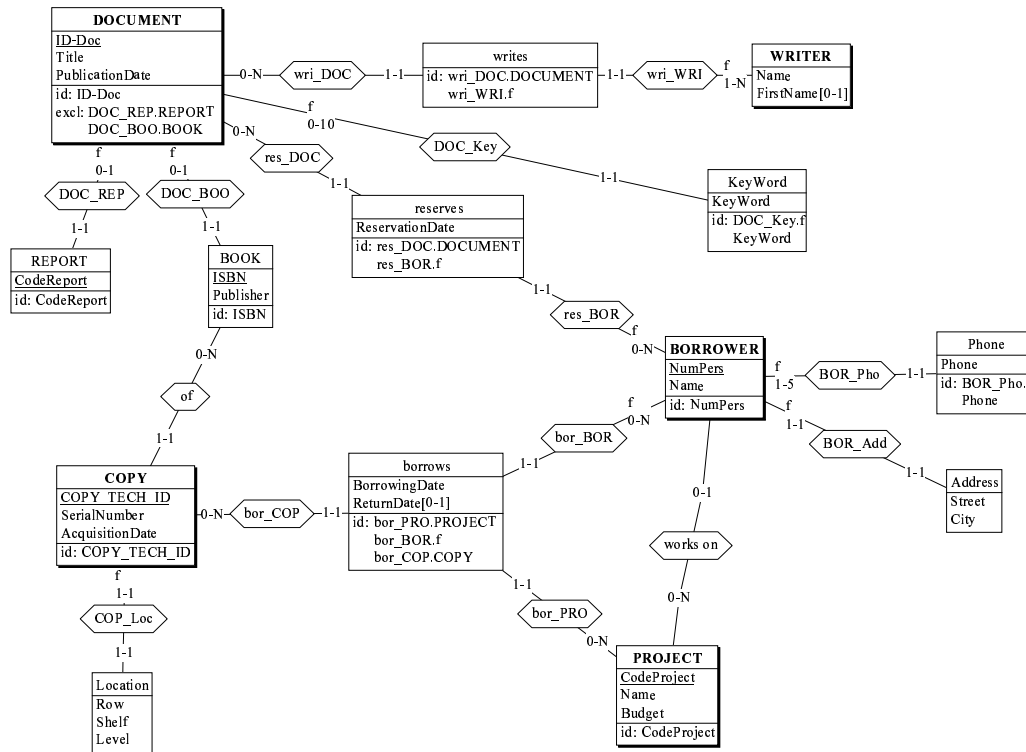 DOCUMENT
ID-Doc
Title
PublicationDate
id: ID-Doc
excl: DOC_REP.REPORT
DOC_BOO.BOOK
0-N
wri_DOC
1-1
writes
id: wri_DOC.DOCUMENT
wri_WRI.f
1-1
wri_WRI
f
1-N
WRITER
Name
FirstName[0-1]
f
0-10
DOC_Key
1-1
KeyWord
KeyWord
id: DOC_Key.f
KeyWord
0-N
res_DOC
1-1
reserves
ReservationDate
id: res_DOC.DOCUMENT
res_BOR.f
1-1
res_BOR
f
0-N
f
0-1
DOC_REP
1-1
REPORT
CodeReport
id: CodeReport
f
0-1
DOC_BOO
1-1
BOOK
ISBN
Publisher
id: ISBN
0-N
of
1-1
BORROWER
NumPers
Name
id: NumPers
f
1-5
BOR_Pho
1-1
Phone
Phone
id: BOR_Pho.
Phone
f
1-1
BOR_Add
1-1
Address
Street
City
f
0-N
bor_BOR
1-1
COPY
COPY_TECH_ID
SerialNumber
AcquisitionDate
id: COPY_TECH_ID
0-N
bor_COP
1-1
borrows
BorrowingDate
ReturnDate[0-1]
id: bor_PRO.PROJECT
bor_BOR.f
bor_COP.COPY
0-1
works on
0-N
1-1
bor_PRO
0-N
f
1-1
COP_Loc
1-1
Location
Row
Shelf
Level
PROJECT
CodeProject
Name
Budget
id: CodeProject